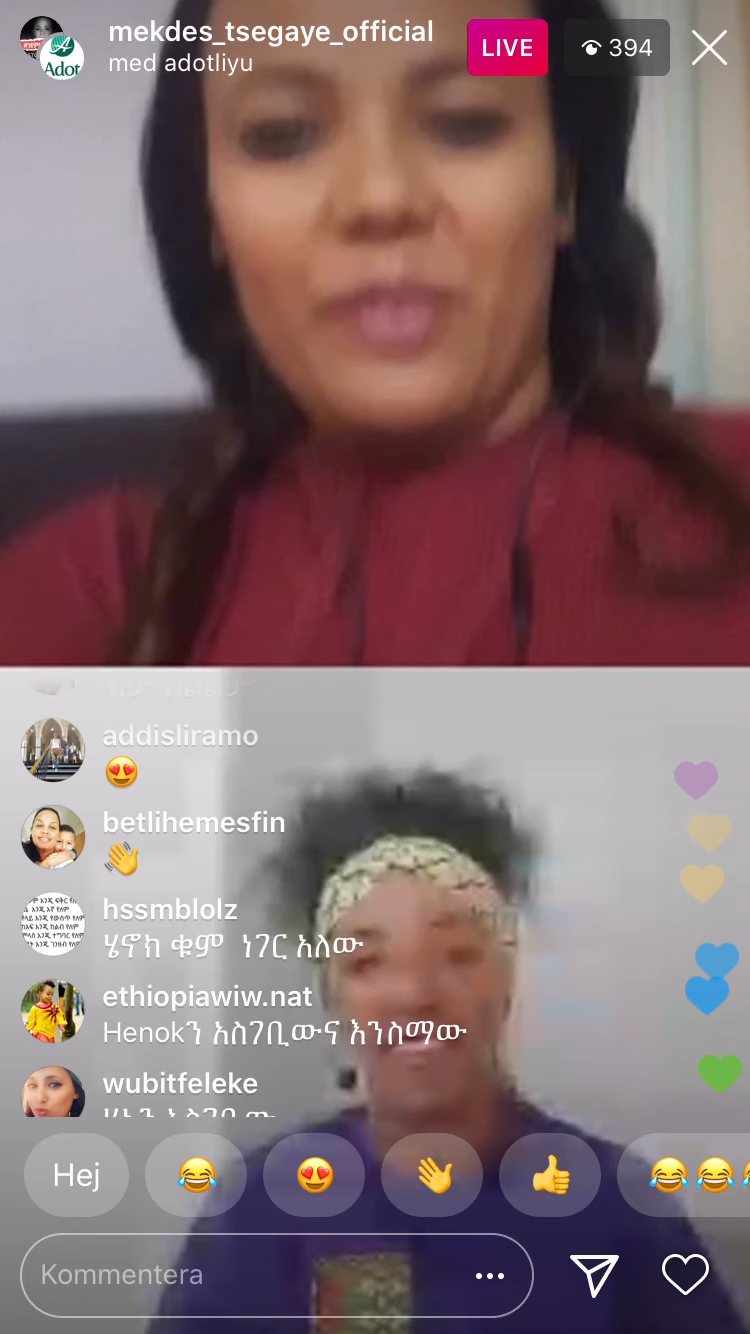 mekdes_tsegaye_official
med adotliyu
LIVE
394
Adot
addisliramo
betlihemesfin
hssmblolz
ሄኖክ ቁም ነገር አለው
ethiopiawiw.nat
Henokን አስገቢውና እንስማው
wubitfeleke
Hej
Kommentera